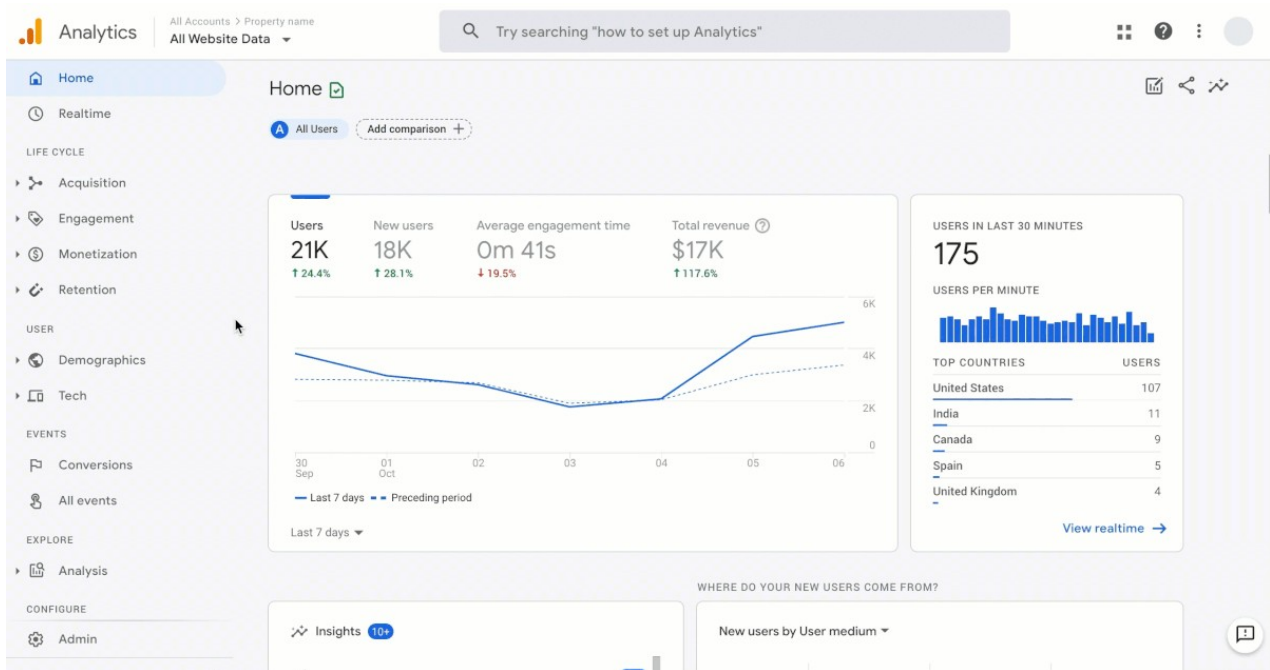 Analytics
All Accounts > Property name
All Website Data
Try searching "how to set up Analytics"
Home
Realtime
LIFE CYCLE
Acquisition
Engagement
Monetization
Retention
USER
Demographics
Tech
EVENTS
Conversions
All events
EXPLORE
Analysis
CONFIGURE
Admin
Home
A All Users
Add comparison +
Users New users Average engagement time Total revenue
21K 18K 0m 41s $17K
↑ 24.4% ↑ 28.1% ↓ 19.5% ↑ 117.6%
6K
4K
2K
0
30 01 02 03 04 05 06
Sep Oct
Last 7 days Preceding period
Last 7 days
USERS IN LAST 30 MINUTES
175
USERS PER MINUTE
TOP COUNTRIES USERS
United States 107
India 11
Canada 9
Spain 5
United Kingdom 4
View realtime →
Insights 10+
WHERE DO YOUR NEW USERS COME FROM?
New users by User medium